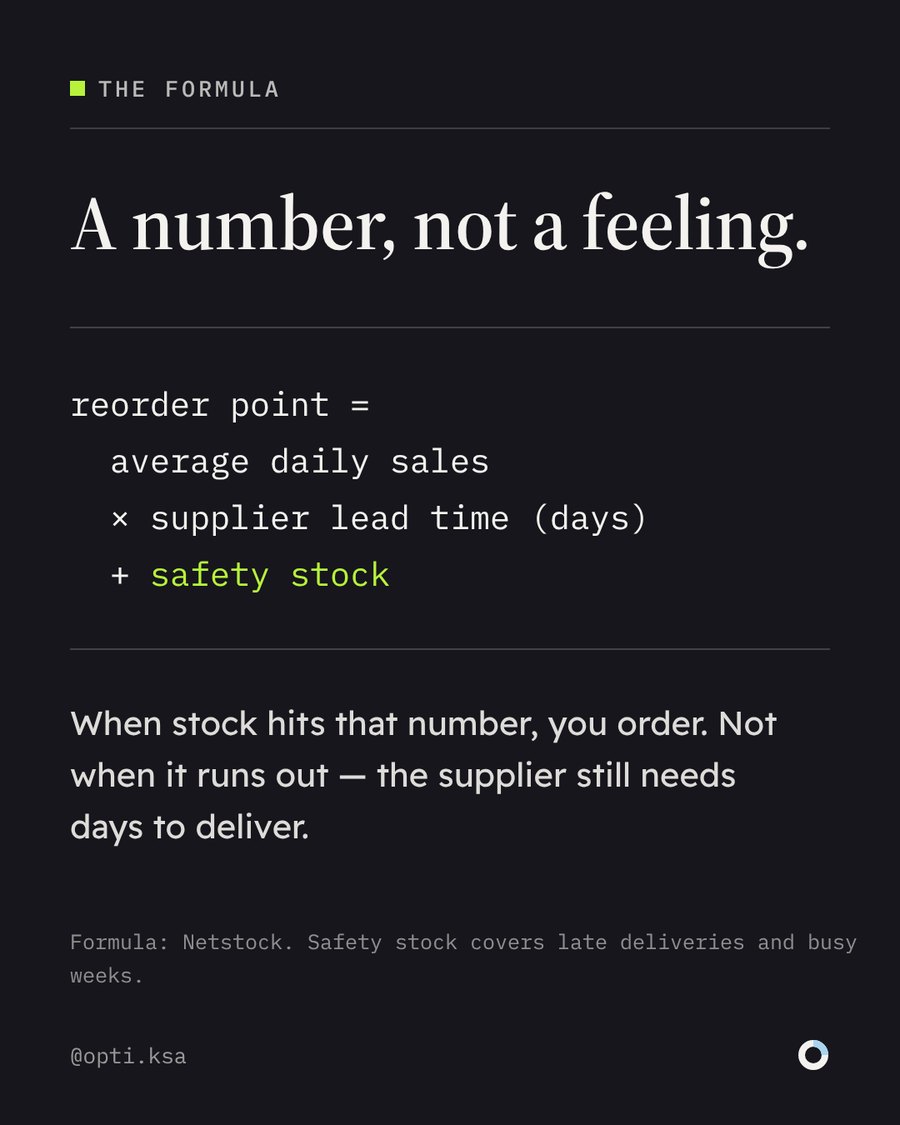 THE FORMULA
A number, not a feeling.
reorder point =
average daily sales
× supplier lead time (days)
+ safety stock
When stock hits that number, you order. Not
when it runs out — the supplier still needs
days to deliver.
Formula: Netstock. Safety stock covers late deliveries and busy
weeks.
@opti.ksa